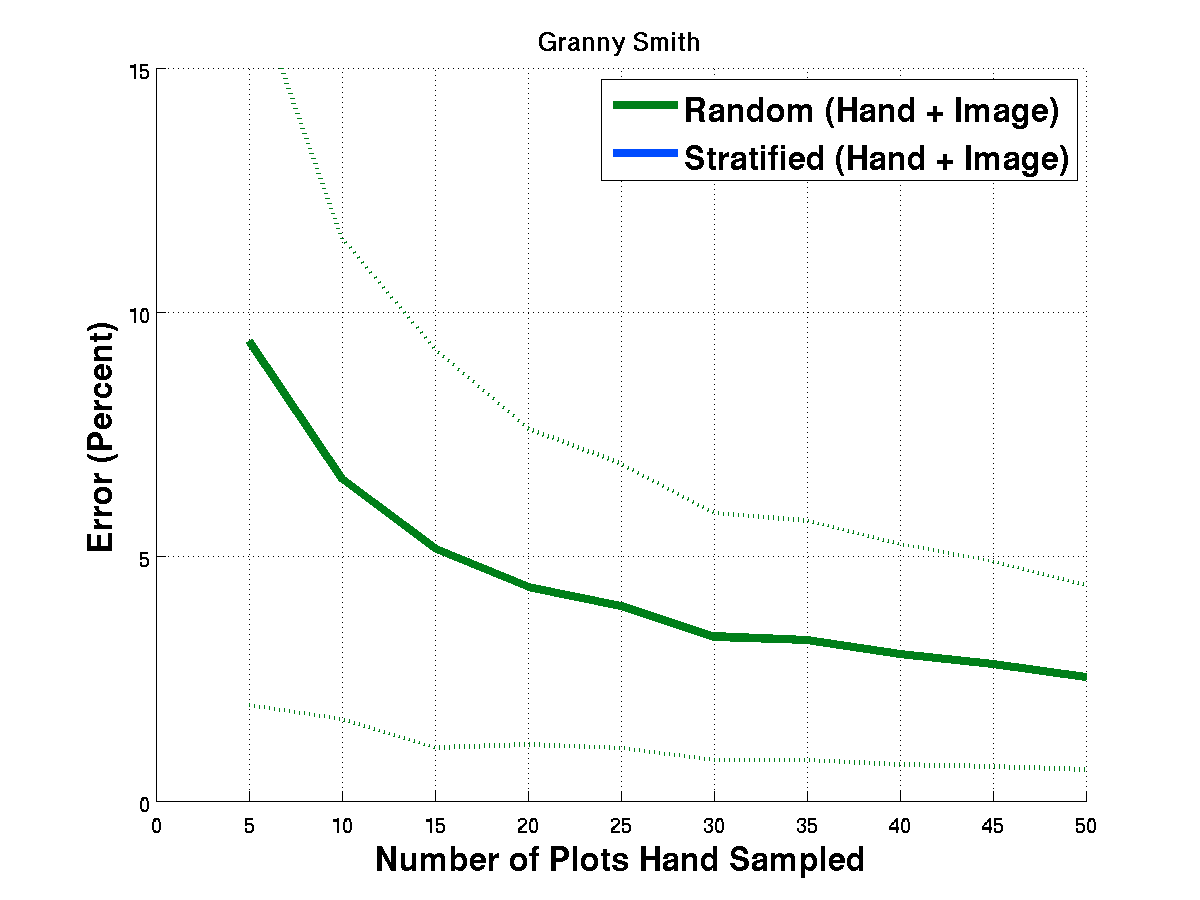 Granny Smith
Random (Hand + Image)
Stratified (Hand + Image)
Error (Percent)
15
10
5
0
0 5 10 15 20 25 30 35 40 45 50
Number of Plots Hand Sampled